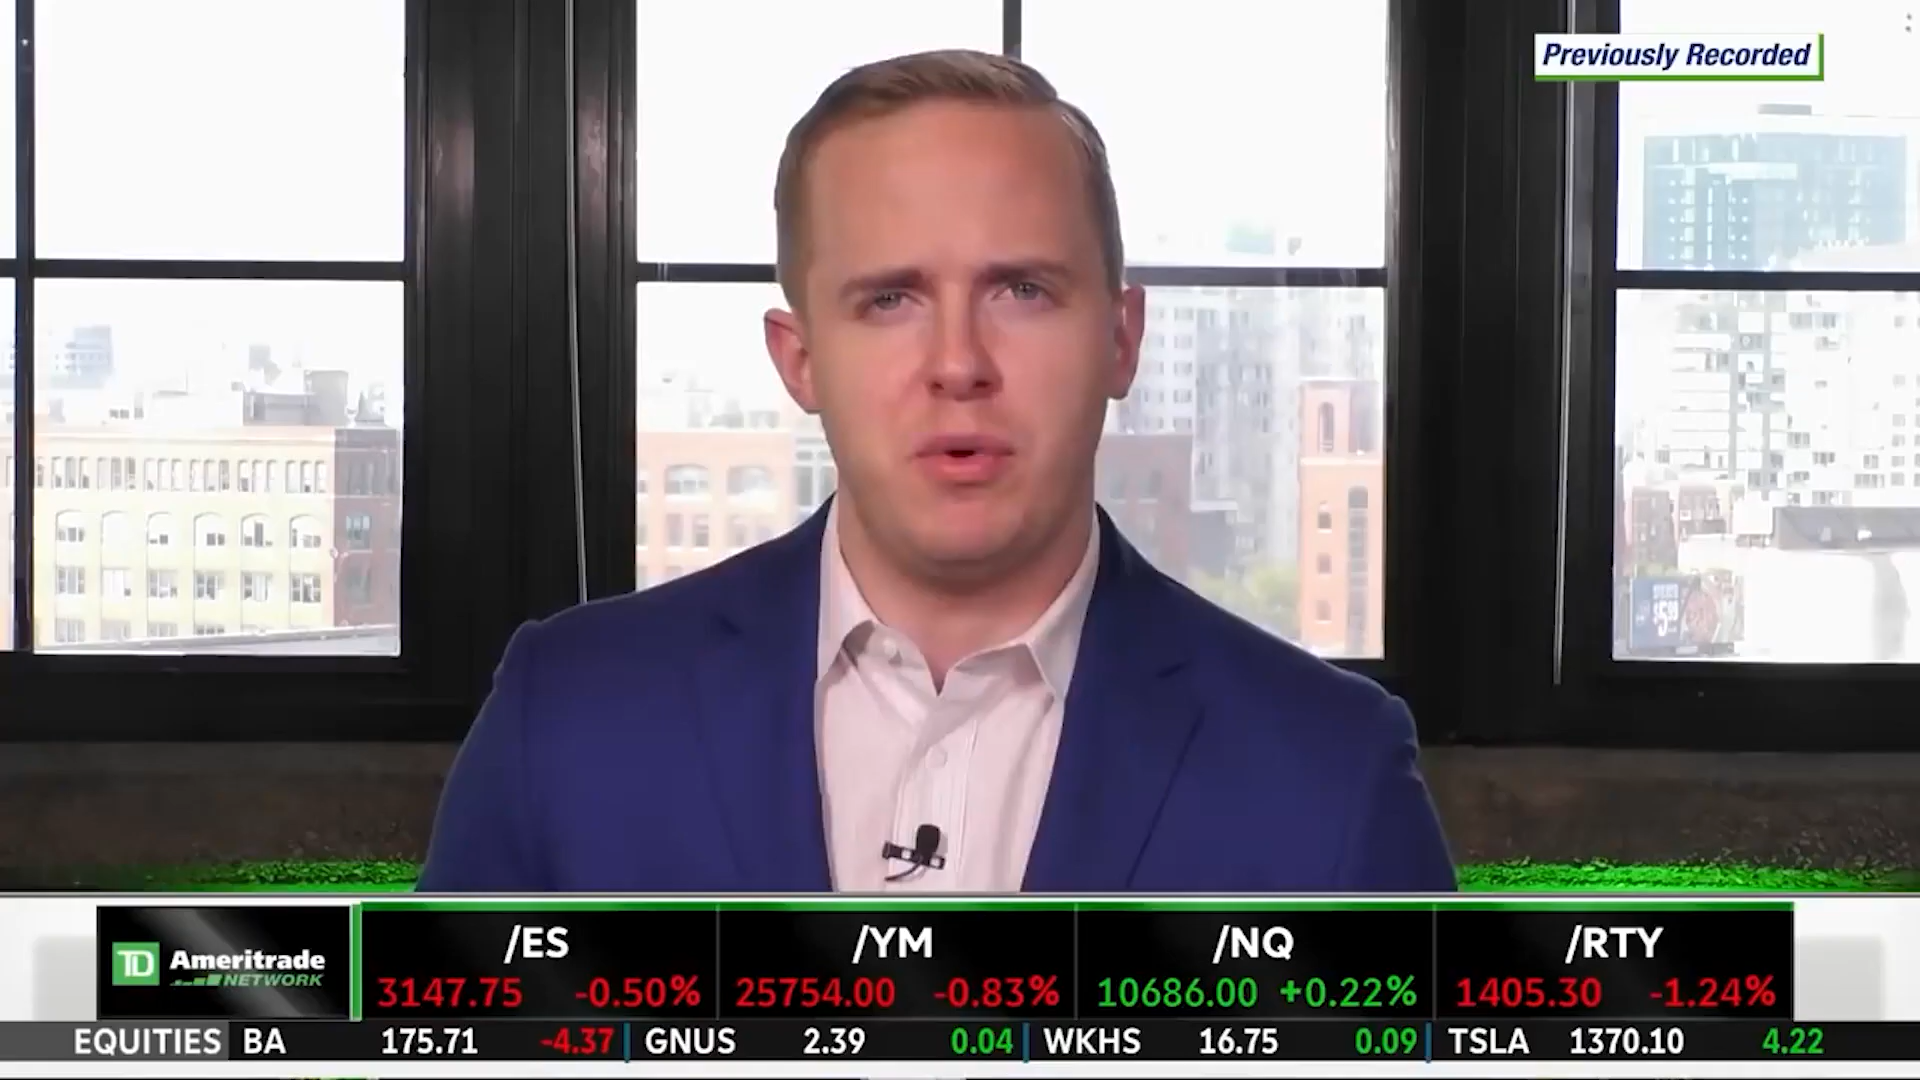 Previously Recorded
$5.99
TD Ameritrade
NETWORK
/ES
3147.75 -0.50%
/YM
25754.00 -0.83%
/NQ
10686.00 +0.22%
/RTY
1405.30 -1.24%
EQUITIES BA 175.71 -4.37 GNUS 2.39 0.04 WKHS 16.75 0.09 TSLA 1370.10 4.22